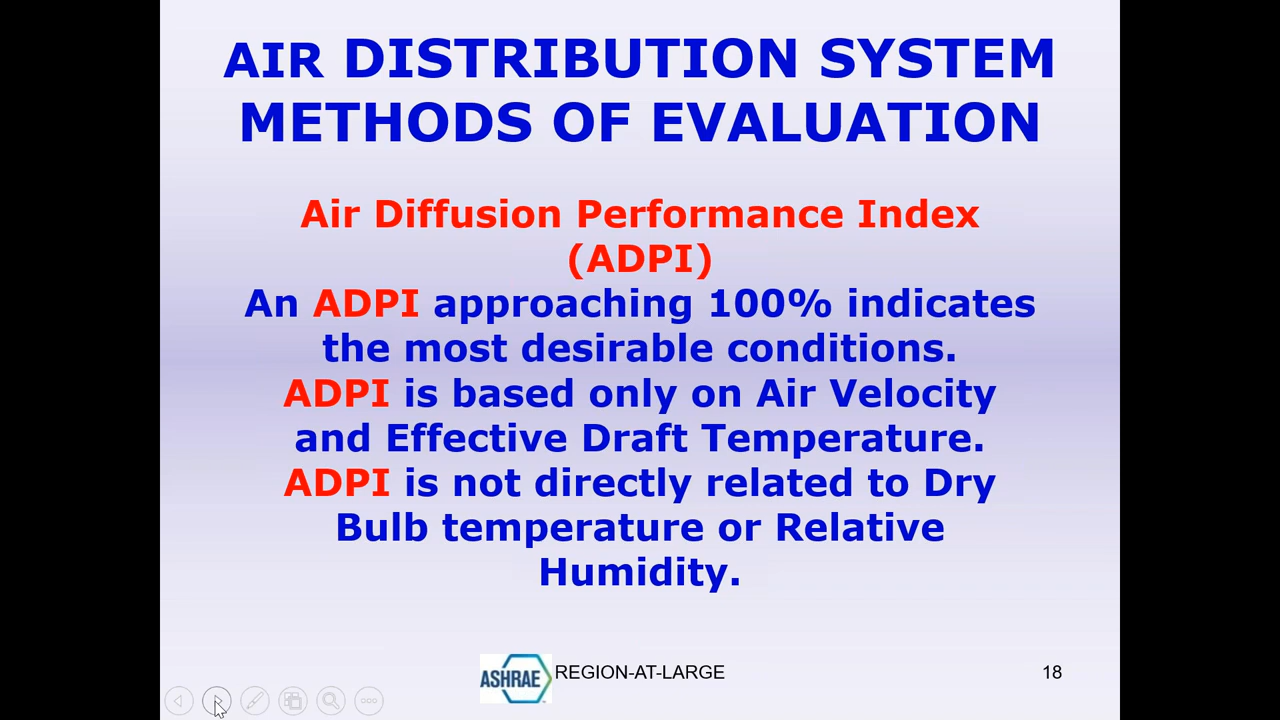 AIR DISTRIBUTION SYSTEM
METHODS OF EVALUATION
Air Diffusion Performance Index
(ADPI)
An ADPI approaching 100% indicates
the most desirable conditions.
ADPI is based only on Air Velocity
and Effective Draft Temperature.
ADPI is not directly related to Dry
Bulb temperature or Relative
Humidity.
ASHRAE REGION-AT-LARGE 18